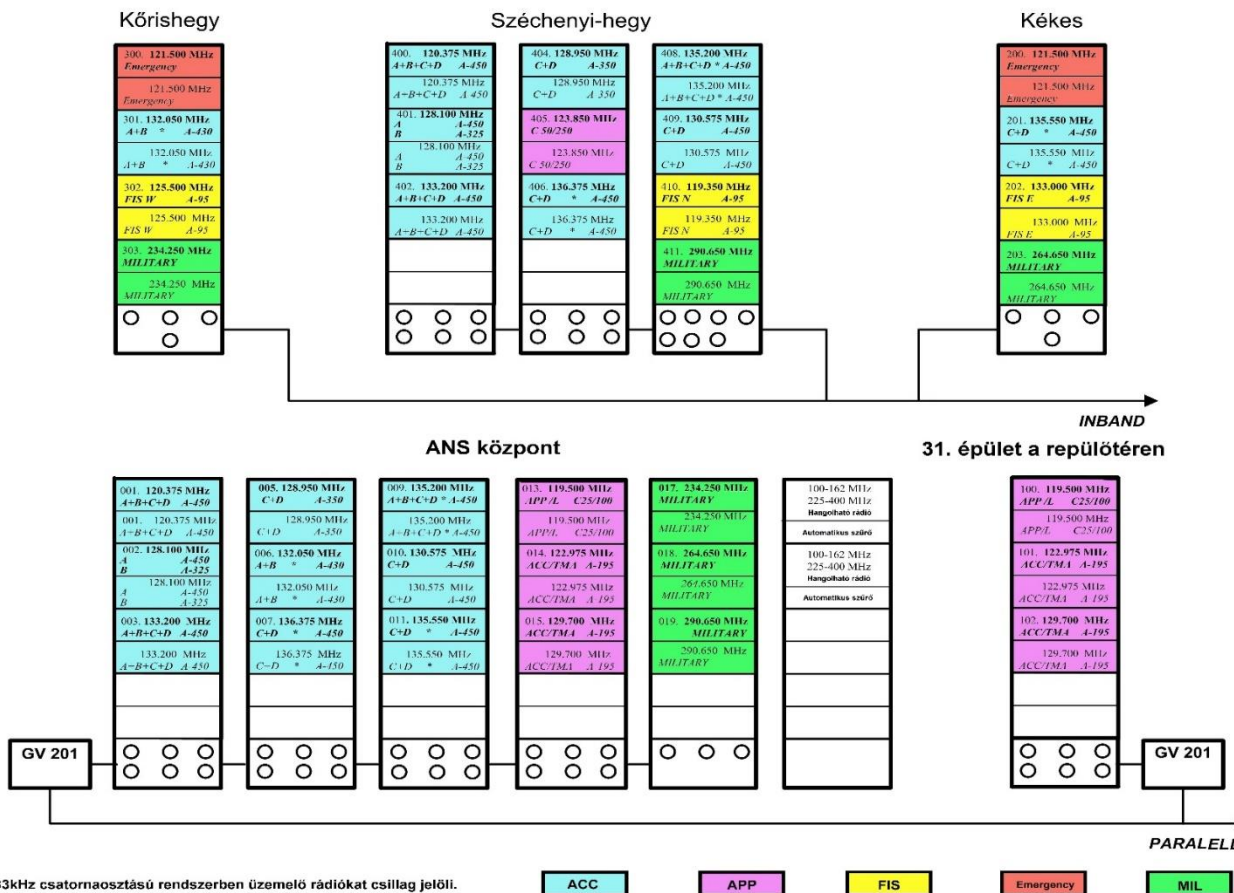 Kőrishegy
Széchenyi-hegy
Kékes
300. 121.500 MHz
Emergency
121.500 MHz
Emergency
301. 132.050 MHz
A+B * A-430
132.050 MHz
A+B * A-430
302. 125.500 MHz
FIS W A-95
125.500 MHz
FIS W A-95
303. 234.250 MHz
MILITARY
234.250 MHz
MILITARY
400. 120.375 MHz
A+B+C+D A-450
120.375 MHz
A+B+C+D A 450
401. 128.100 MHz
A A-450
B A-325
128.100 MHz
A A-450
B A-325
402. 133.200 MHz
A+B+C+D A-450
133.200 MHz
A+B+C+D A-450
404. 128.950 MHz
C+D A-350
128.950 MHz
C+D A 350
405. 123.850 MHz
C 50/250
123.850 MHz
C 50/250
406. 136.375 MHz
C+D * A-450
136.375 MHz
C+D * A-450
408. 135.200 MHz
A+B+C+D * A-450
135.200 MHz
A+B+C+D * A-450
409. 130.575 MHz
C+D A-450
130.575 MHz
C+D A-450
410. 119.350 MHz
FIS N A-95
119.350 MHz
FIS N A-95
411. 290.650 MHz
MILITARY
290.650 MHz
MILITARY
200. 121.500 MHz
Emergency
121.500 MHz
Emergency
201. 135.550 MHz
C+D * A-450
135.550 MHz
C+D * A-450
202. 133.000 MHz
FIS E A-95
133.000 MHz
FIS E A-95
203. 264.650 MHz
MILITARY
264.650 MHz
MILITARY
INBAND
ANS központ
31. épület a repülőtéren
001. 120.375 MHz
A+B+C+D A-450
001. 120.375 MHz
A+B+C+D A-450
002. 128.100 MHz
A A-450
B A-325
128.100 MHz
A A-450
B A-325
003. 133.200 MHz
A+B+C+D A-450
133.200 MHz
A+B+C+D A 450
005. 128.950 MHz
C+D A-350
128.950 MHz
C+D A-350
006. 132.050 MHz
A+B * A-430
132.050 MHz
A+B * A-430
007. 136.375 MHz
C+D * A-450
136.375 MHz
C+D * A-450
009. 135.200 MHz
A+B+C+D * A-450
135.200 MHz
A+B+C+D * A-450
010. 130.575 MHz
C+D A-450
130.575 MHz
C+D A-450
011. 135.550 MHz
C+D * A-450
135.550 MHz
C+D * A-450
013. 119.500 MHz
APP/L C25/100
119.500 MHz
APP/L C25/100
014. 122.975 MHz
ACC/TMA A-195
122.975 MHz
ACC/TMA A-195
015. 129.700 MHz
ACC/TMA A-195
129.700 MHz
ACC/TMA A 195
017. 234.250 MHz
MILITARY
234.250 MHz
MILITARY
018. 264.650 MHz
MILITARY
264.650 MHz
MILITARY
019. 290.650 MHz
MILITARY
290.650 MHz
MILITARY
100-162 MHz
225-400 MHz
Hangolható rádió
Automatikus szűrő
100-162 MHz
225-400 MHz
Hangolható rádió
Automatikus szűrő
100. 119.500 MHz
APP/L C25/100
119.500 MHz
APP/L C25/100
101. 122.975 MHz
ACC/TMA A-195
122.975 MHz
ACC/TMA A-195
102. 129.700 MHz
ACC/TMA A-195
129.700 MHz
ACC/TMA A-195
GV 201
GV 201
PARALELL
33kHz csatornaosztású rendszerben üzemelő rádiókat csillag jelöli.
ACC
APP
FIS
Emergency
MIL